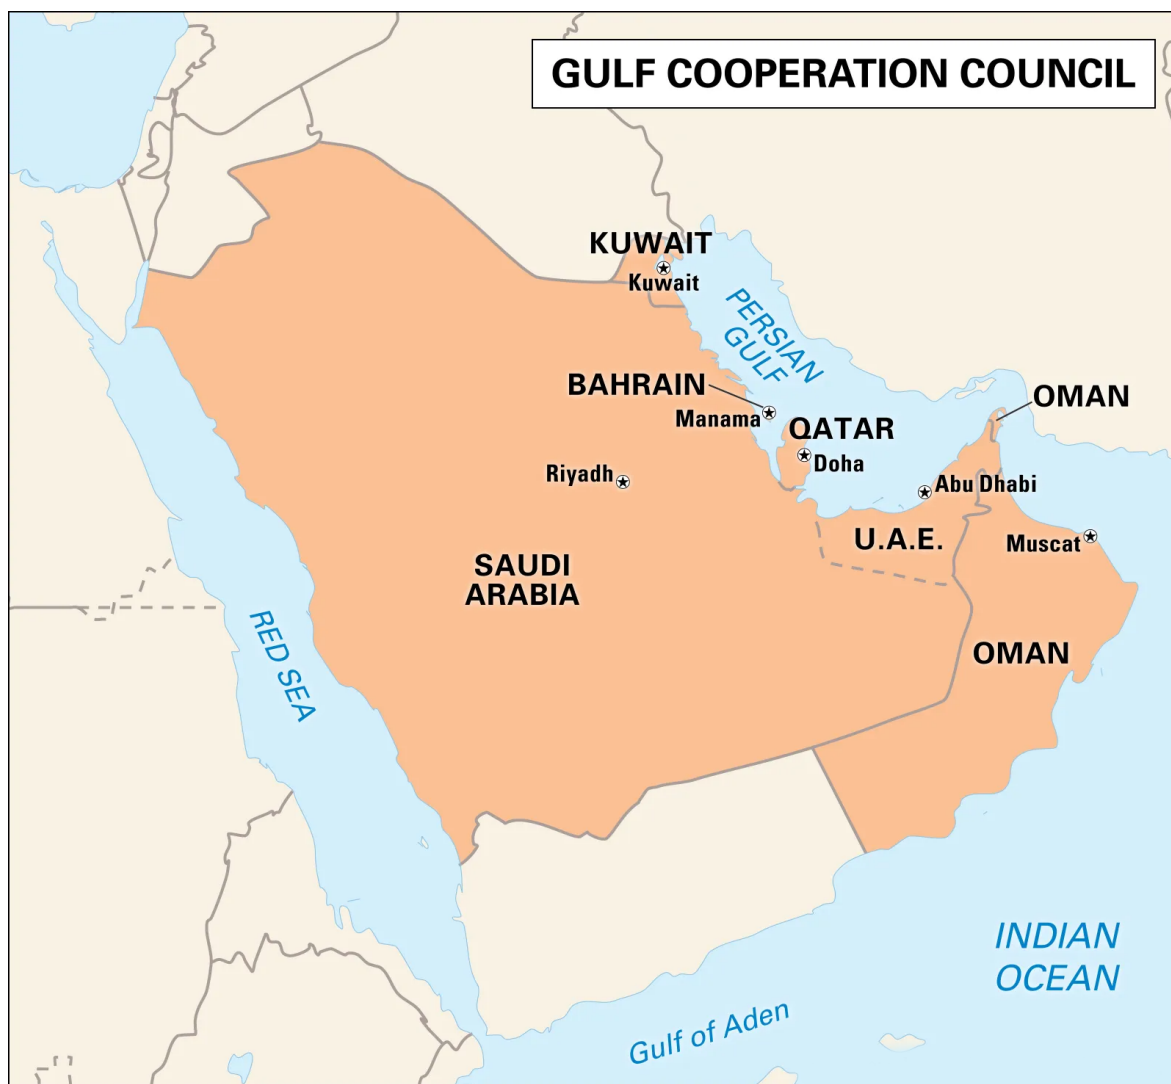 GULF COOPERATION COUNCIL
KUWAIT
Kuwait
PERSIAN
GULF
BAHRAIN
Manama
OMAN
QATAR
Doha
Riyadh
Abu Dhabi
U.A.E.
Muscat
SAUDI
ARABIA
RED SEA
OMAN
INDIAN
OCEAN
Gulf of Aden